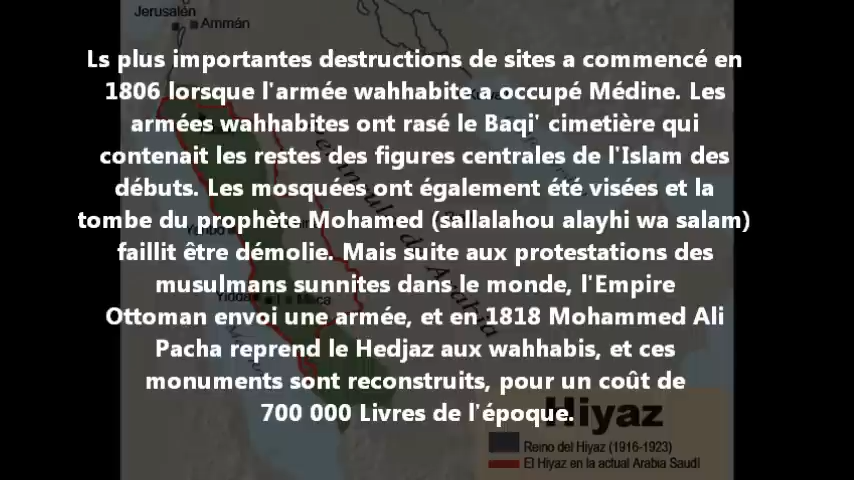 Jerusalén
Ammán
Ls plus importantes destructions de sites a commencé en
1806 lorsque l'armée wahhabite a occupé Médine. Les
armées wahhabites ont rasé le Baqi' cimetière qui
contenait les restes des figures centrales de l'Islam des
débuts. Les mosquées ont également été visées et la
tombe du prophète Mohamed (sallalahou alayhi wa salam)
faillit être démolie. Mais suite aux protestations des
musulmans sunnites dans le monde, l'Empire
Ottoman envoi une armée, et en 1818 Mohammed Ali
Pacha reprend le Hedjaz aux wahhabis, et ces
monuments sont reconstruits, pour un coût de
700 000 Livres de l'époque.
Hiyaz
Reino del Hiyaz (1916-1923)
El Hiyaz en la actual Arabia Saudí